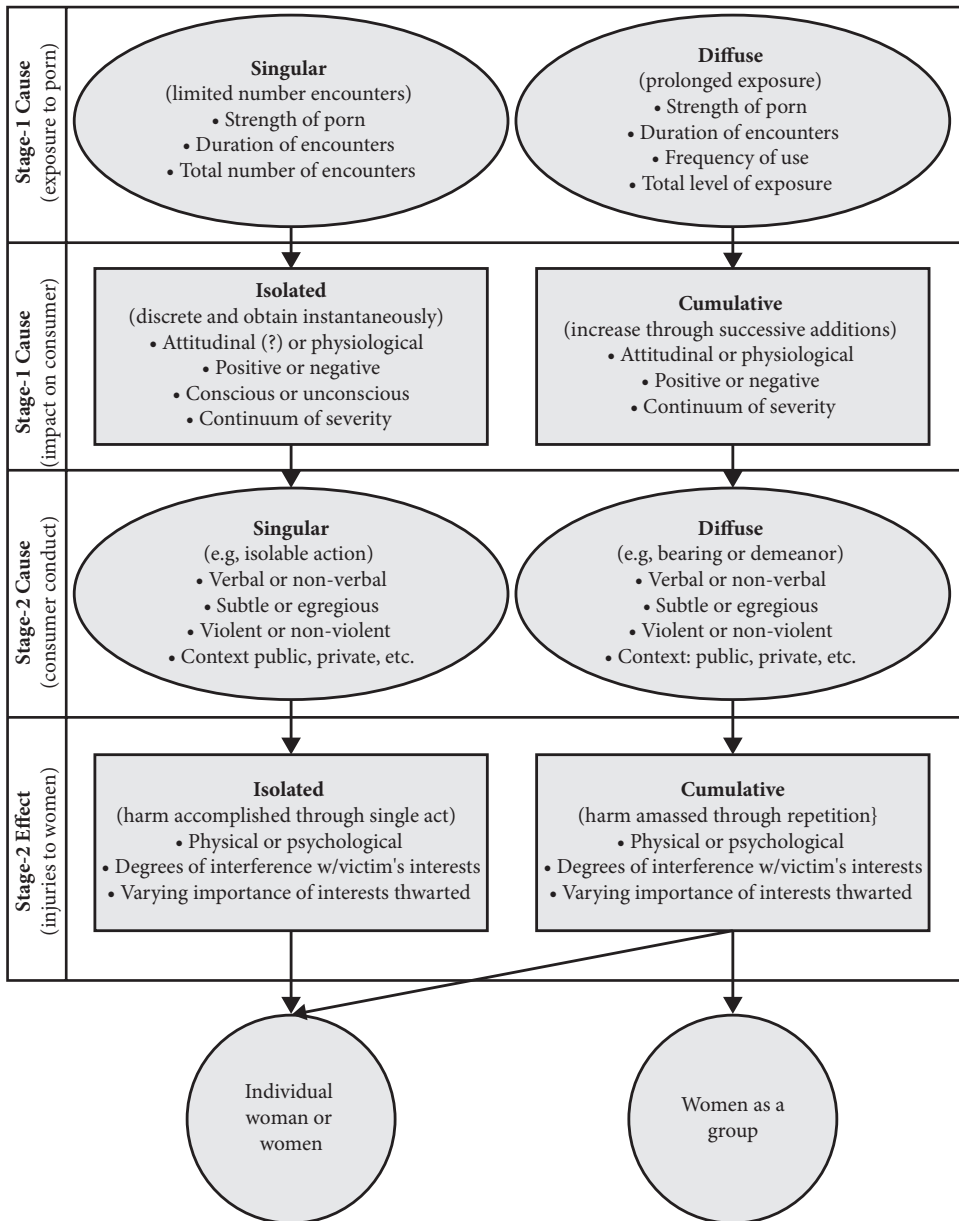 Stage-1 Cause
(exposure to porn)
Singular
(limited number encounters)
• Strength of porn
• Duration of encounters
• Total number of encounters
Diffuse
(prolonged exposure)
• Strength of porn
• Duration of encounters
• Frequency of use
• Total level of exposure
Stage-1 Cause
(impact on consumer)
Isolated
(discrete and obtain instantaneously)
• Attitudinal (?) or physiological
• Positive or negative
• Conscious or unconscious
• Continuum of severity
Cumulative
(increase through successive additions)
• Attitudinal or physiological
• Positive or negative
• Continuum of severity
Stage-2 Cause
(consumer conduct)
Singular
(e.g, isolable action)
• Verbal or non-verbal
• Subtle or egregious
• Violent or non-violent
• Context public, private, etc.
Diffuse
(e.g, bearing or demeanor)
• Verbal or non-verbal
• Subtle or egregious
• Violent or non-violent
• Context: public, private, etc.
Stage-2 Effect
(injuries to women)
Isolated
(harm accomplished through single act)
• Physical or psychological
• Degrees of interference w/victim's interests
• Varying importance of interests thwarted
Cumulative
(harm amassed through repetition}
• Physical or psychological
• Degrees of interference w/victim's interests
• Varying importance of interests thwarted
Individual
woman or
women
Women as a
group